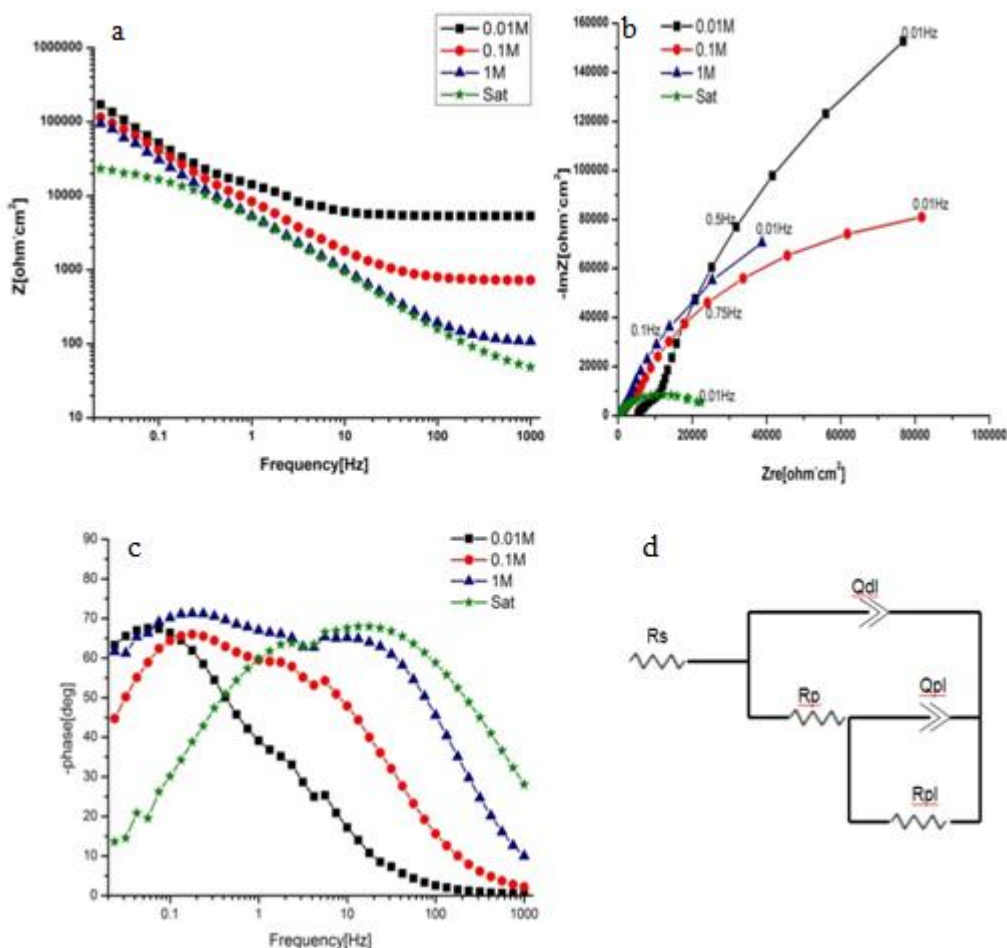 a
0.01M
0.1M
1M
Sat
1000000
100000
10000
1000
100
10
Z[ohm·cm²]
0.1
1
10
100
1000
Frequency[Hz]
b
0.01M
0.1M
1M
Sat
160000
140000
120000
100000
80000
60000
40000
20000
0
-ImZ[ohm·cm²]
0.01Hz
0.5Hz
0.01Hz
0.01Hz
0.75Hz
0.1Hz
0.01Hz
0
20000
40000
60000
80000
100000
Zre[ohm·cm²]
c
0.01M
0.1M
1M
Sat
90
80
70
60
50
40
30
20
10
0
-phase[deg]
0.1
1
10
100
1000
Frequency[Hz]
d
Qdl
Rs
Rp
Qpl
Rpl